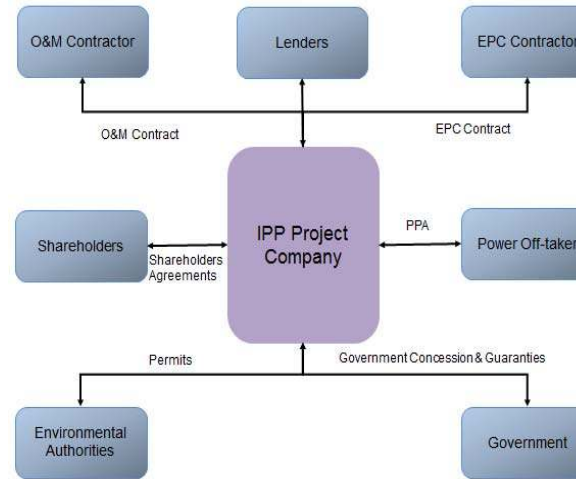 O&M Contractor
Lenders
EPC Contractor
O&M Contract
EPC Contract
IPP Project
Company
Shareholders
Shareholders
Agreements
PPA
Power Off-taker
Permits
Government Concession & Guaranties
Environmental
Authorities
Government